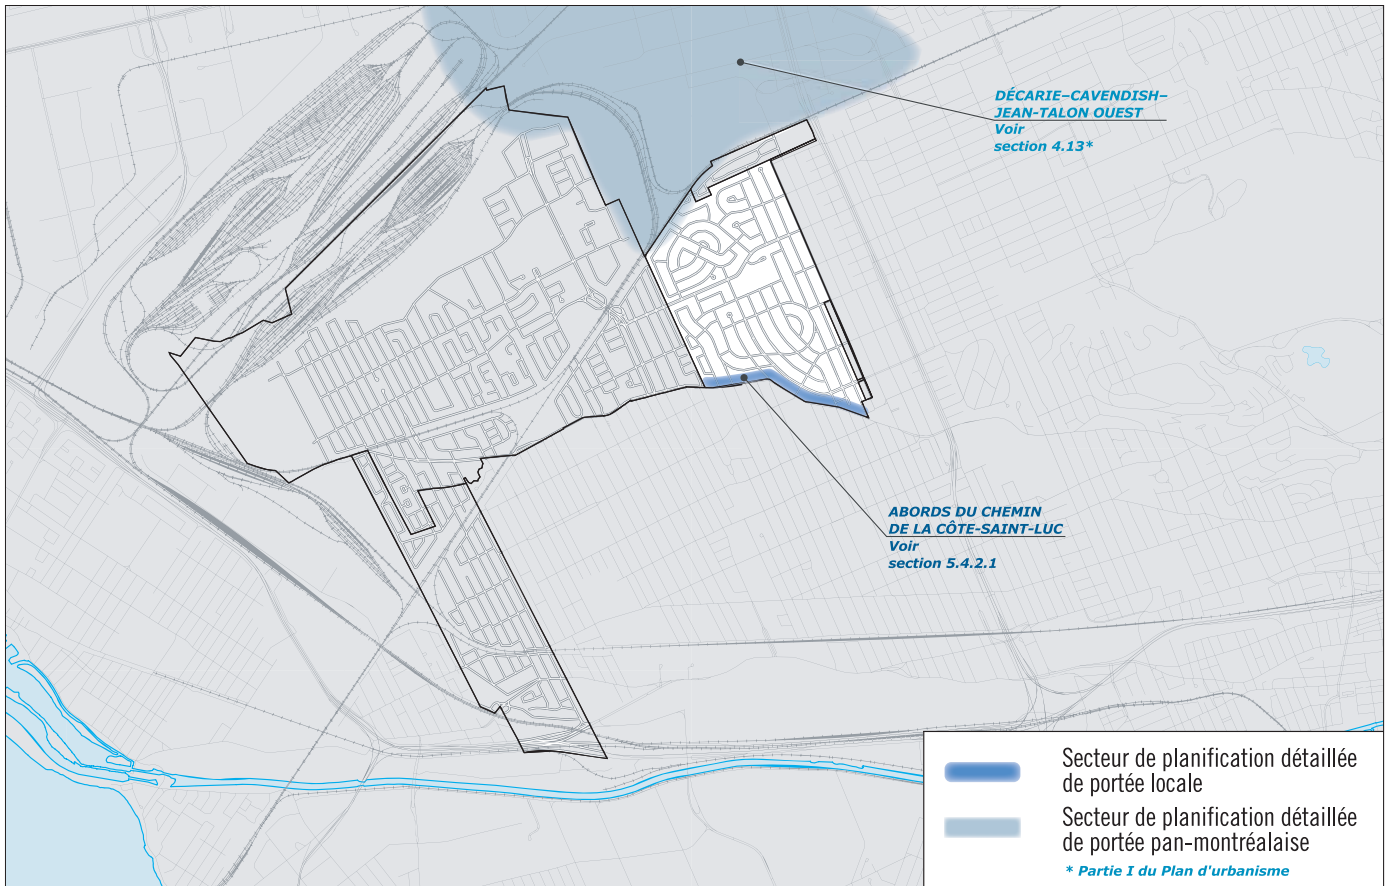 DÉCARIE–CAVENDISH–
JEAN-TALON OUEST
Voir
section 4.13*
ABORDS DU CHEMIN
DE LA CÔTE-SAINT-LUC
Voir
section 5.4.2.1
Secteur de planification détaillée
de portée locale
Secteur de planification détaillée
de portée pan-montréalaise
* Partie I du Plan d'urbanisme